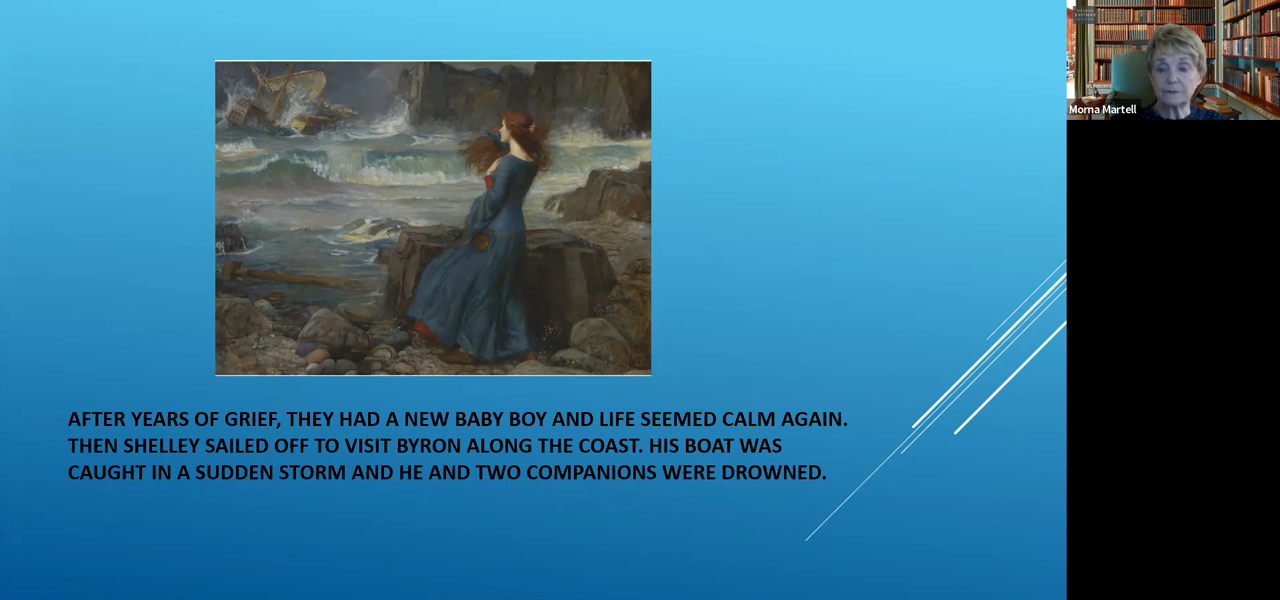 AFTER YEARS OF GRIEF, THEY HAD A NEW BABY BOY AND LIFE SEEMED CALM AGAIN.
THEN SHELLEY SAILED OFF TO VISIT BYRON ALONG THE COAST. HIS BOAT WAS
CAUGHT IN A SUDDEN STORM AND HE AND TWO COMPANIONS WERE DROWNED.
Morna Martell